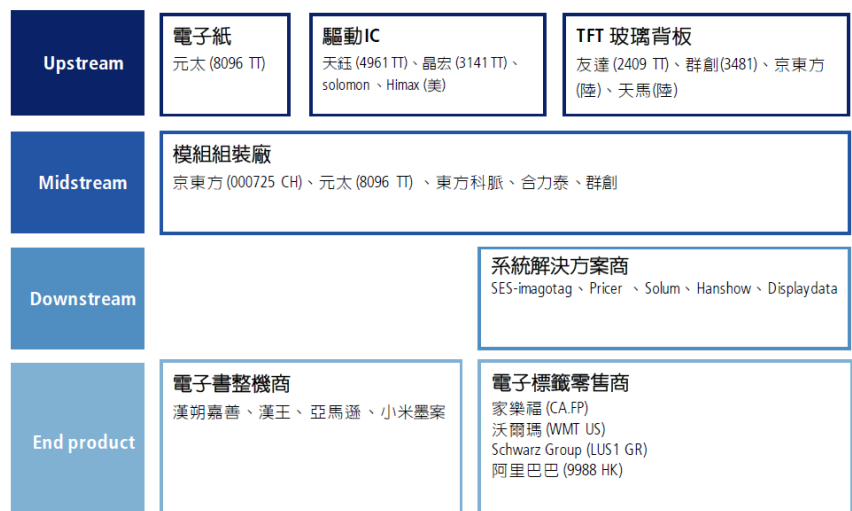 Upstream
電子紙
元太 (8096 TT)
驅動IC
天鈺 (4961 TT)、晶宏 (3141 TT)、
solomon、Himax (美)
TFT 玻璃背板
友達 (2409 TT)、群創(3481)、京東方
(陸)、天馬(陸)
Midstream
模組組裝廠
京東方 (000725 CH)、元太 (8096 TT) 、東方科脈、合力泰、群創
Downstream
系統解決方案商
SES-imagotag、Pricer 、Solum、Hanshow、Displaydata
End product
電子書整機商
漢朔嘉善、漢王、亞馬遜、小米墨案
電子標籤零售商
家樂福 (CA.FP)
沃爾瑪 (WMT US)
Schwarz Group (LUS1 GR)
阿里巴巴 (9988 HK)